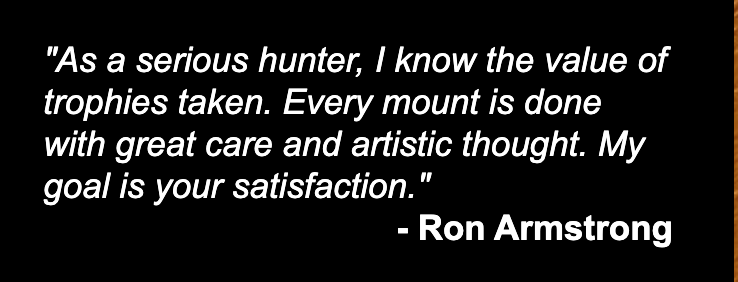 "As a serious hunter, I know the value of
trophies taken. Every mount is done
with great care and artistic thought. My
goal is your satisfaction."
- Ron Armstrong